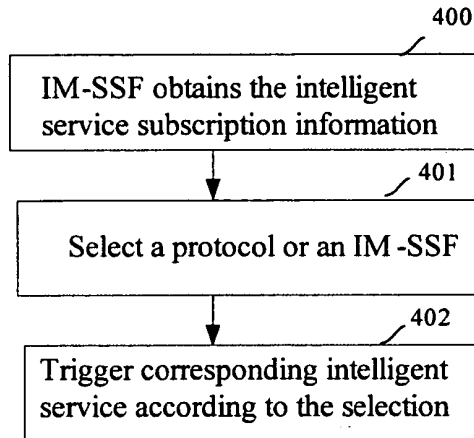 400
IM-SSF obtains the intelligent
service subscription information
401
Select a protocol or an IM -SSF
402
Trigger corresponding intelligent
service according to the selection